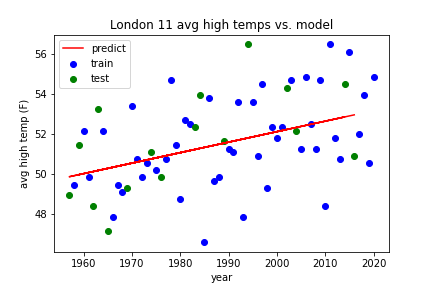 London 11 avg high temps vs. model
predict
train
test
avg high temp (F)
56
54
52
50
48
1960 1970 1980 1990 2000 2010 2020
year